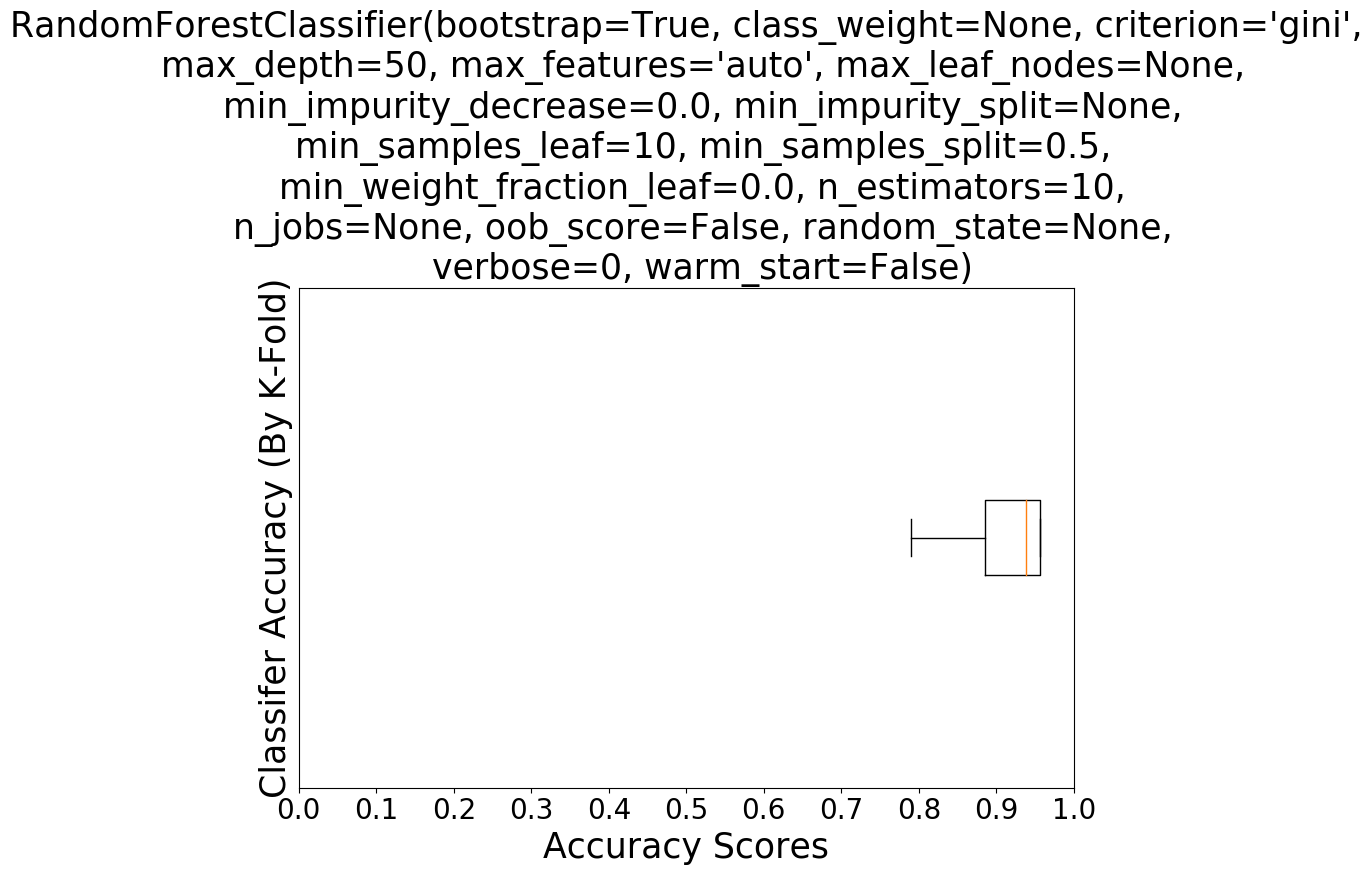 RandomForestClassifier(bootstrap=True, class_weight=None, criterion='gini',
max_depth=50, max_features='auto', max_leaf_nodes=None,
min_impurity_decrease=0.0, min_impurity_split=None,
min_samples_leaf=10, min_samples_split=0.5,
min_weight_fraction_leaf=0.0, n_estimators=10,
n_jobs=None, oob_score=False, random_state=None,
verbose=0, warm_start=False)
Classifer Accuracy (By K-Fold)
0.0 0.1 0.2 0.3 0.4 0.5 0.6 0.7 0.8 0.9 1.0
Accuracy Scores